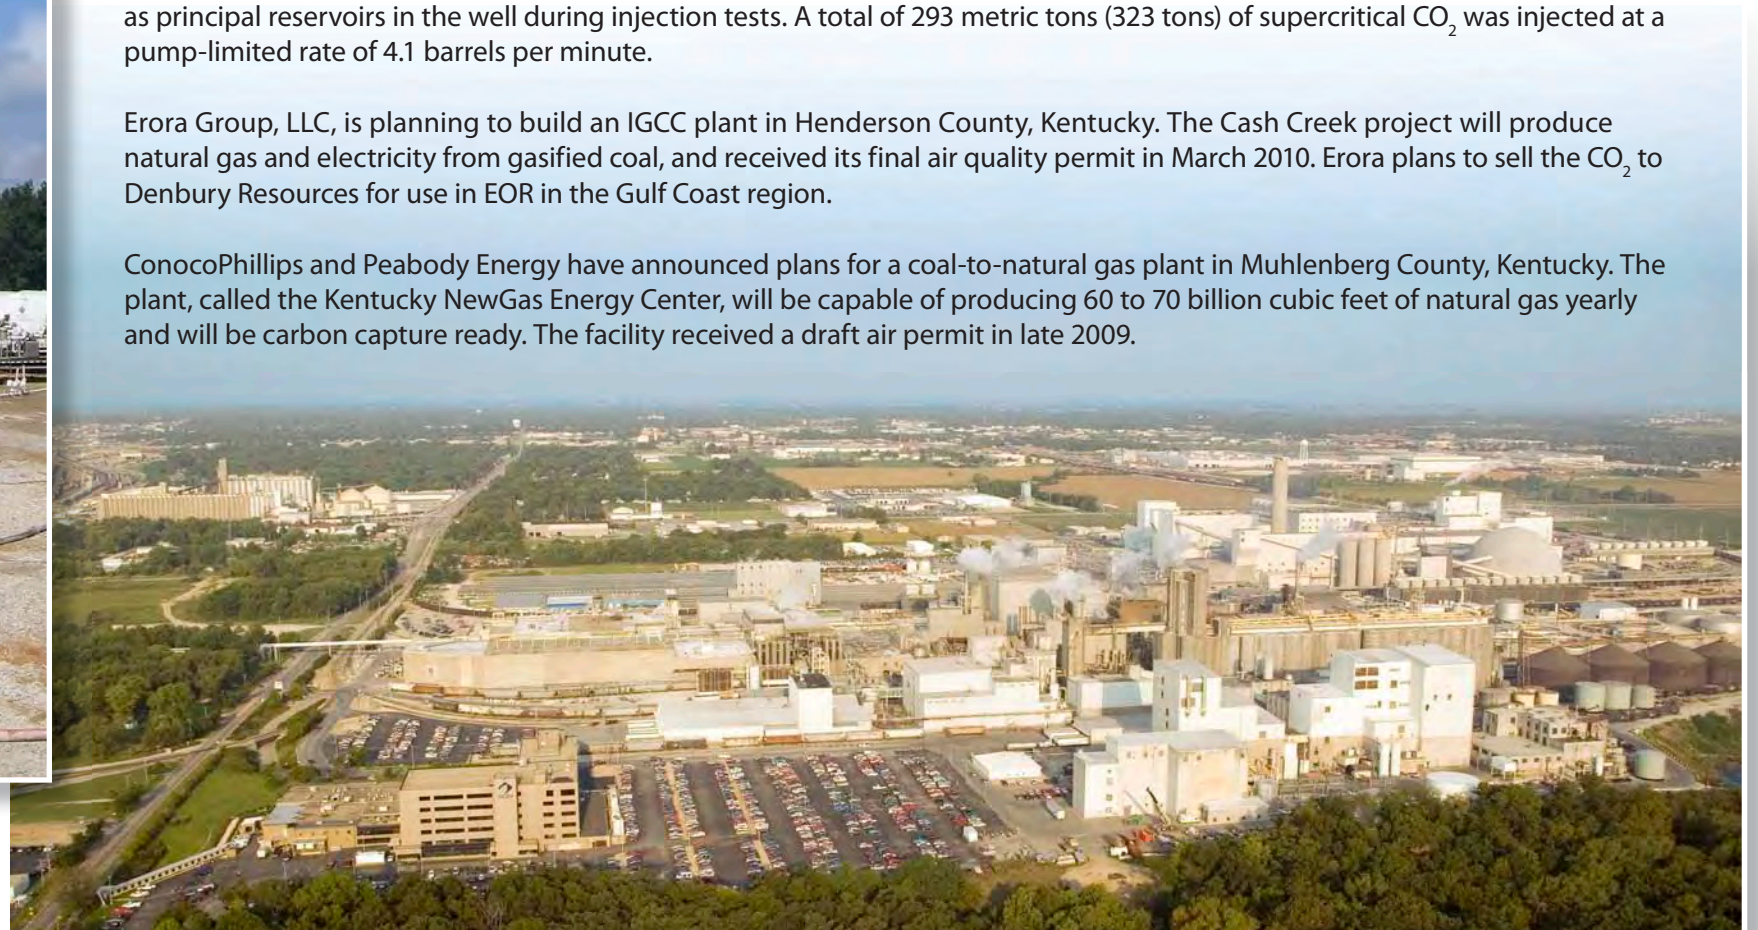 as principal reservoirs in the well during injection tests. A total of 293 metric tons (323 tons) of supercritical CO₂ was injected at a
pump-limited rate of 4.1 barrels per minute.
Erora Group, LLC, is planning to build an IGCC plant in Henderson County, Kentucky. The Cash Creek project will produce
natural gas and electricity from gasified coal, and received its final air quality permit in March 2010. Erora plans to sell the CO₂ to
Denbury Resources for use in EOR in the Gulf Coast region.
ConocoPhillips and Peabody Energy have announced plans for a coal-to-natural gas plant in Muhlenberg County, Kentucky. The
plant, called the Kentucky NewGas Energy Center, will be capable of producing 60 to 70 billion cubic feet of natural gas yearly
and will be carbon capture ready. The facility received a draft air permit in late 2009.